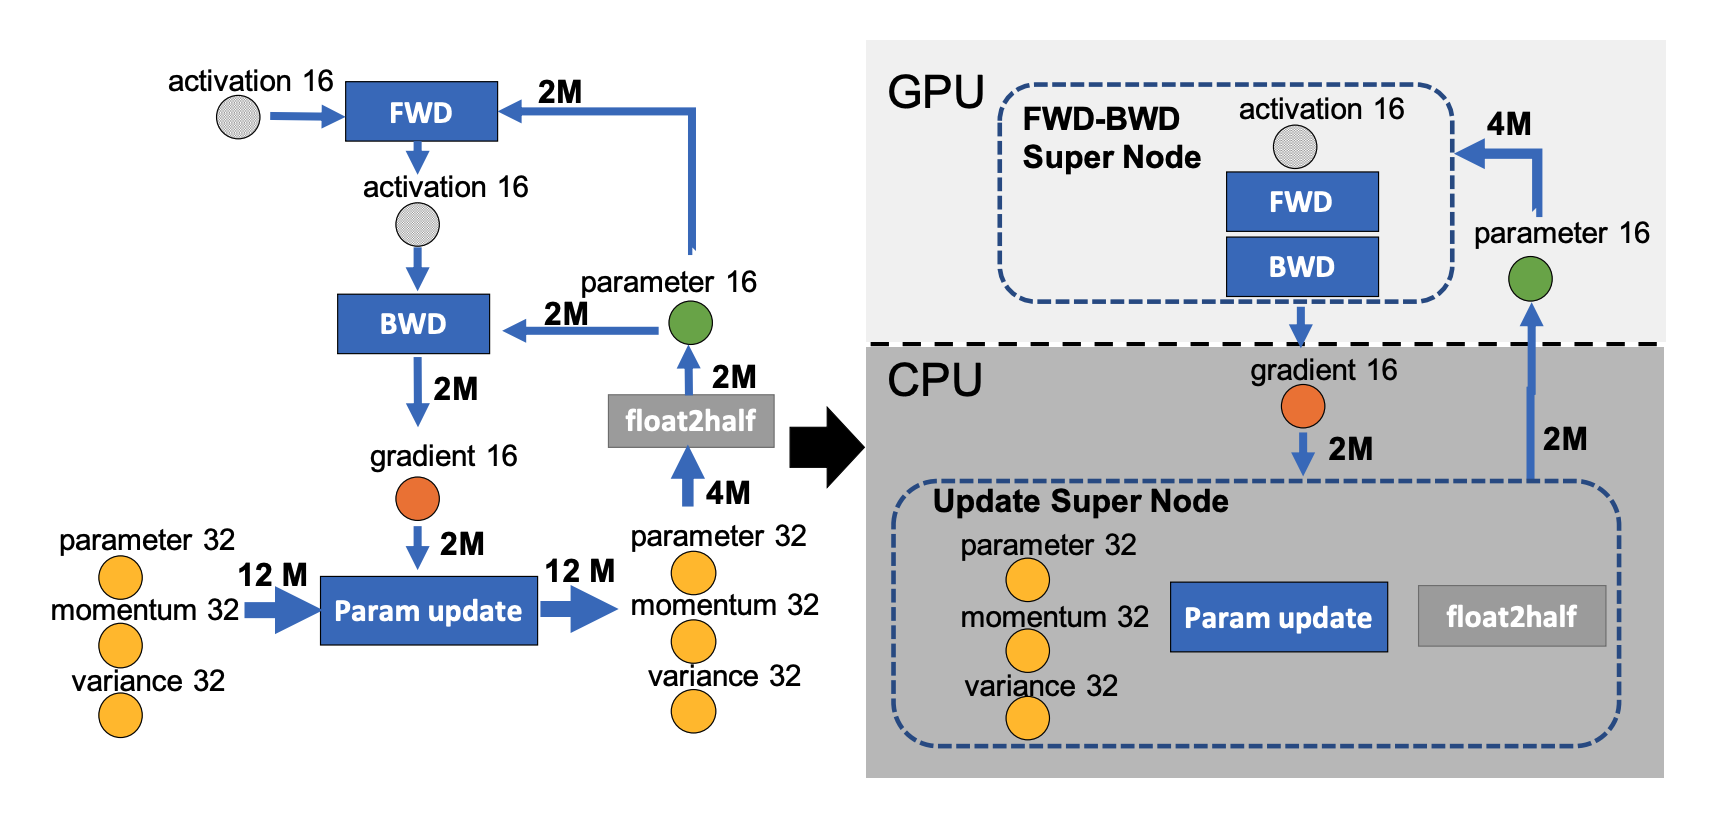 activation 16
FWD
2M
activation 16
parameter 16
BWD
2M
2M
2M
float2half
gradient 16
4M
2M
parameter 32
12 M
momentum 32
variance 32
Param update
12 M
parameter 32
momentum 32
variance 32
GPU
FWD-BWD
Super Node
activation 16
FWD
BWD
4M
parameter 16
CPU
gradient 16
2M
2M
Update Super Node
parameter 32
momentum 32
variance 32
Param update
float2half